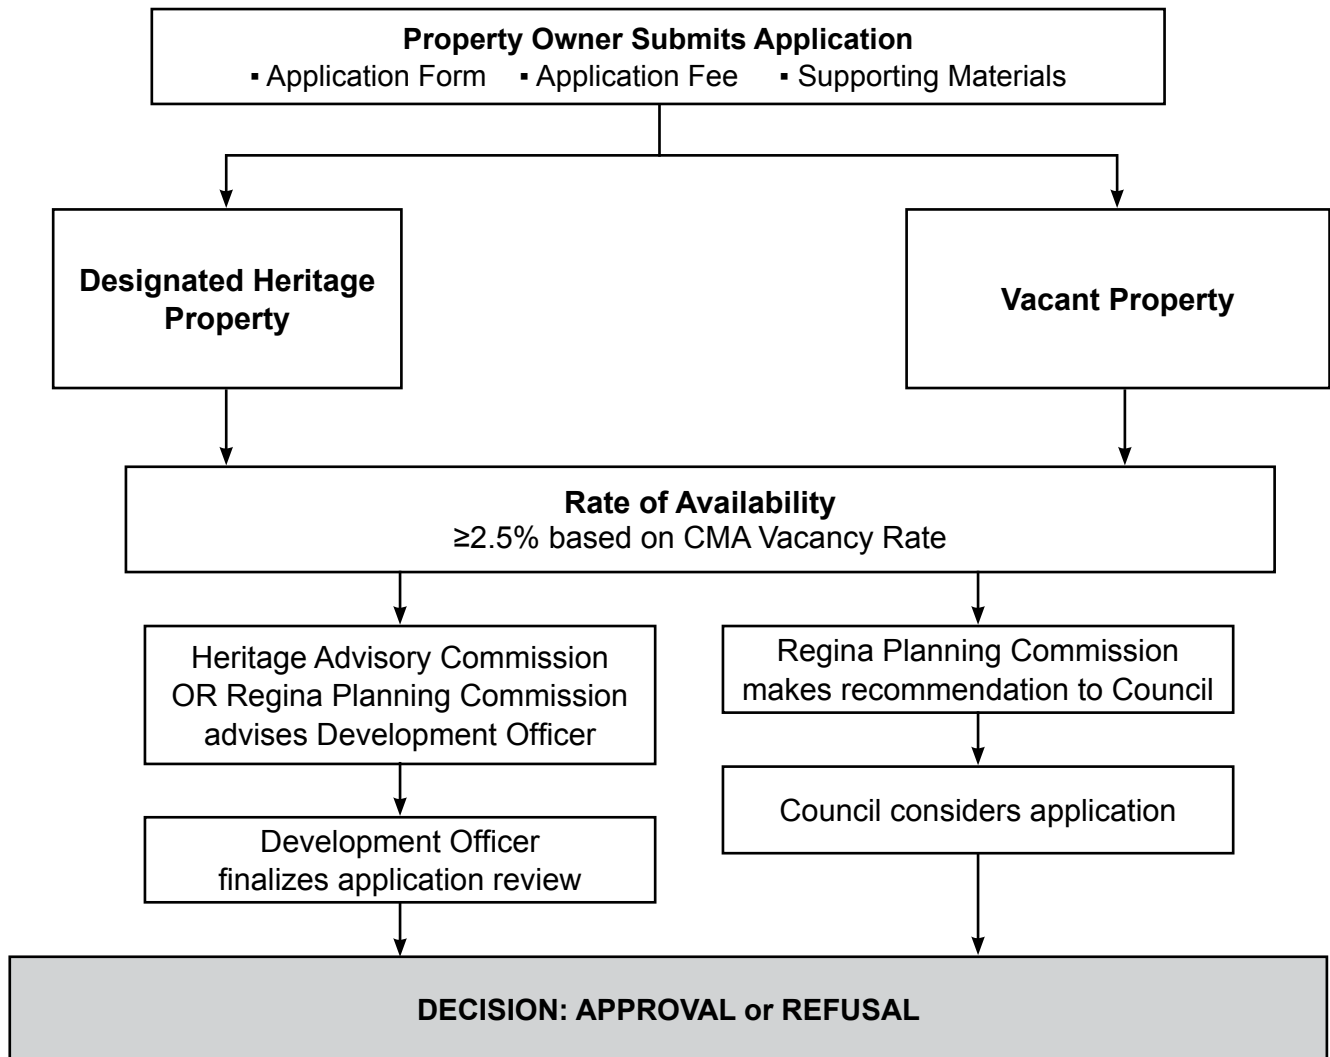 Property Owner Submits Application
▪ Application Form ▪ Application Fee ▪ Supporting Materials
Designated Heritage
Property
Vacant Property
Rate of Availability
≥2.5% based on CMA Vacancy Rate
Heritage Advisory Commission
OR Regina Planning Commission
advises Development Officer
Regina Planning Commission
makes recommendation to Council
Council considers application
Development Officer
finalizes application review
DECISION: APPROVAL or REFUSAL